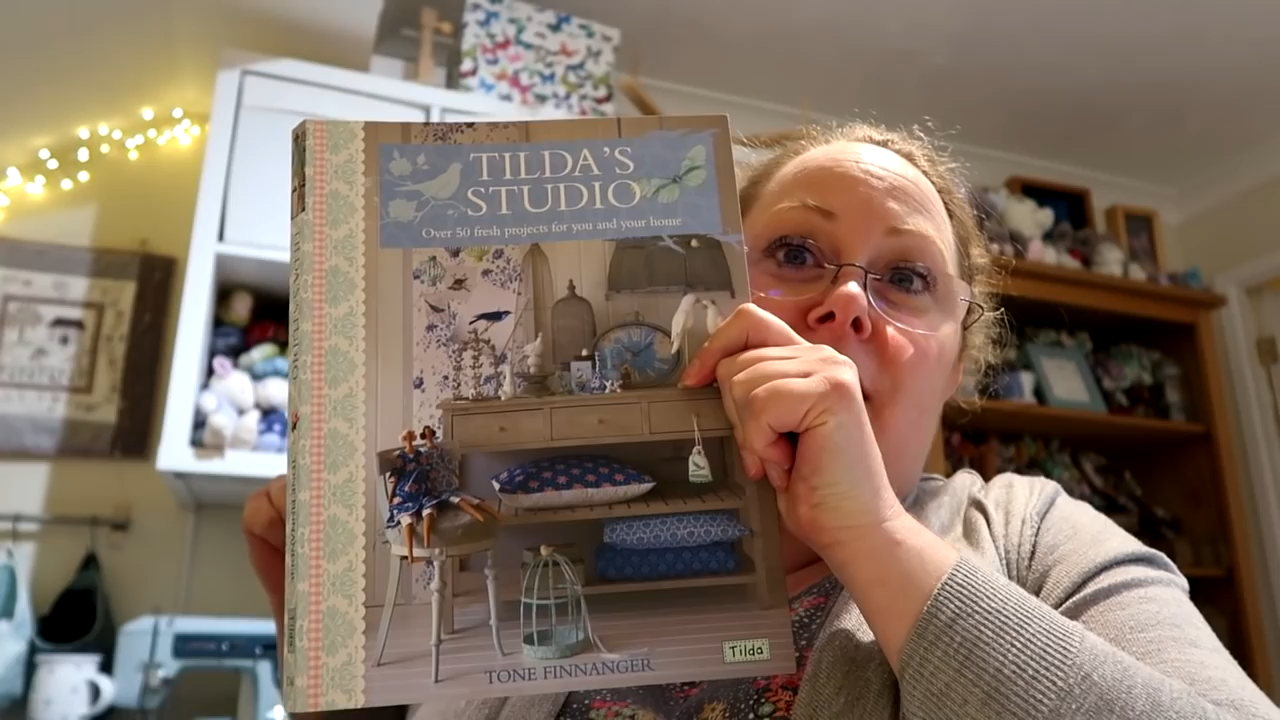 TILDA'S
STUDIO
Over 50 fresh projects for you and your home
TONE FINNANGER
Tilda